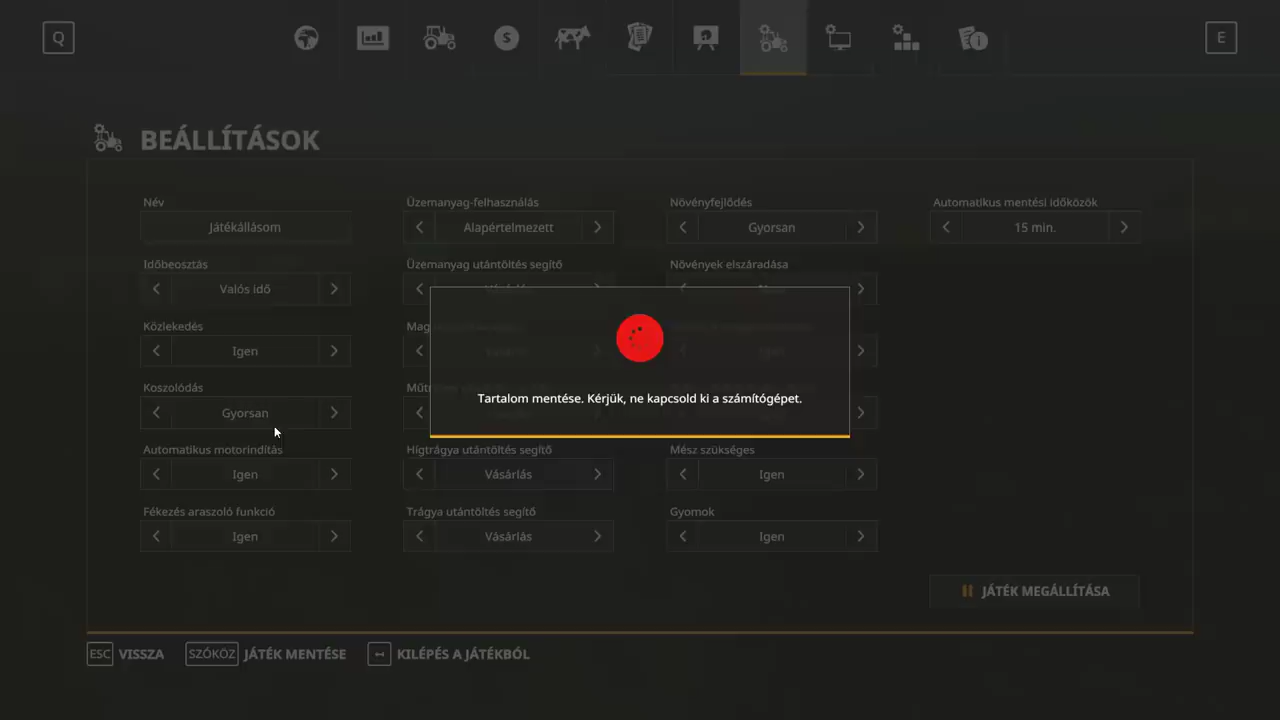 Q
E
BEÁLLÍTÁSOK
Név
Játékállásom
Időbeosztás
Valós idő
Közlekedés
Igen
Koszolódás
Gyorsan
Automatikus motorindítás
Igen
Fékezés araszoló funkció
Igen
Üzemanyag-felhasználás
Alapértelmezett
Üzemanyag utántöltés segítő
Hígtrágya utántöltés segítő
Vásárlás
Trágya utántöltés segítő
Vásárlás
Növényfejlődés
Gyorsan
Növények elszáradása
Mész szükséges
Igen
Gyomok
Igen
Automatikus mentési időközök
15 min.
Tartalom mentése. Kérjük, ne kapcsold ki a számítógépet.
JÁTÉK MEGÁLLÍTÁSA
ESC VISSZA SZÓKÖZ JÁTÉK MENTÉSE KILÉPÉS A JÁTÉKBÓL